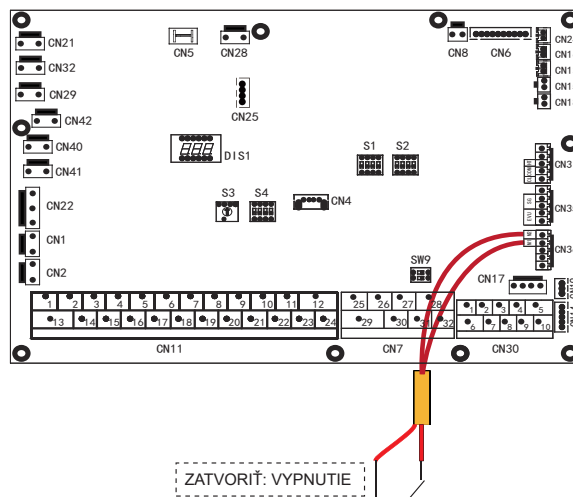 CN21
CN5
CN28
CN8
CN6
CN32
CN29
CN25
CN42
CN40
DIS1
S1
S2
CN41
S3
S4
CN4
CN22
EVU SG
CN1
SW9
CN2
CN17
1 2 3 4 5 6 7 8 9 10 11 12
25 26 27 28
1 2 3 4 5
13 14 15 16 17 18 19 20 21 22 23 24
29 30 31 32
6 7 8 9 10
CN11
CN7
CN30
ZATVORIŤ: VYPNUTIE